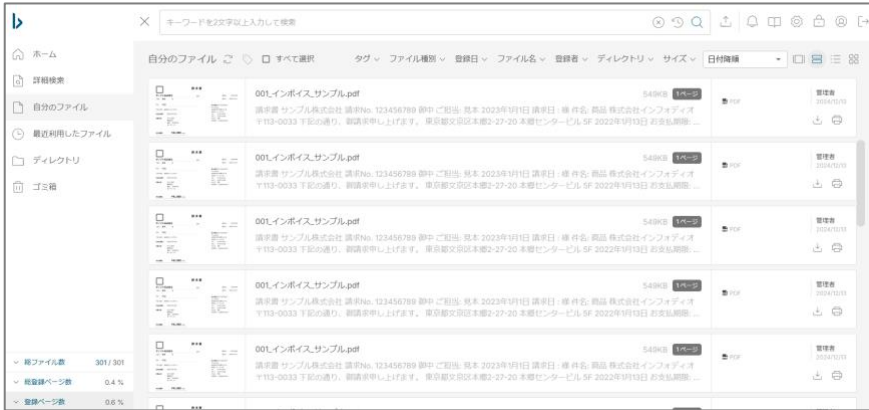 キーワードを2文字以上入力して検索
ホーム
詳細検索
自分のファイル
最近利用したファイル
ディレクトリ
ゴミ箱
総ファイル数 301 / 301
総登録ページ数 0.4 %
登録ページ数 0.6 %
自分のファイル すべて選択 タグ ファイル種別 登録日 ファイル名 登録者 ディレクトリ サイズ 日付降順
001_インボイス_サンプル.pdf 549KB 1ページ
請求書 サンプル株式会社 請求No. 123456789 御中 ご担当: 見本 2023年1月1日 請求日 : 様 件名: 商品 株式会社インフォディオ
〒113-0033 下記の通り、御請求申し上げます。 東京都文京区本郷2-27-20 本郷センタービル 5F 2022年1月13日 お支払期限: ...
PDF
管理者
2024/12/13
001_インボイス_サンプル.pdf 549KB 1ページ
請求書 サンプル株式会社 請求No. 123456789 御中 ご担当: 見本 2023年1月1日 請求日 : 様 件名: 商品 株式会社インフォディオ
〒113-0033 下記の通り、御請求申し上げます。 東京都文京区本郷2-27-20 本郷センタービル 5F 2022年1月13日 お支払期限: ...
PDF
管理者
2024/12/13
001_インボイス_サンプル.pdf 549KB 1ページ
請求書 サンプル株式会社 請求No. 123456789 御中 ご担当: 見本 2023年1月1日 請求日 : 様 件名: 商品 株式会社インフォディオ
〒113-0033 下記の通り、御請求申し上げます。 東京都文京区本郷2-27-20 本郷センタービル 5F 2022年1月13日 お支払期限: ...
PDF
管理者
2024/12/13
001_インボイス_サンプル.pdf 549KB 1ページ
請求書 サンプル株式会社 請求No. 123456789 御中 ご担当: 見本 2023年1月1日 請求日 : 様 件名: 商品 株式会社インフォディオ
〒113-0033 下記の通り、御請求申し上げます。 東京都文京区本郷2-27-20 本郷センタービル 5F 2022年1月13日 お支払期限: ...
PDF
管理者
2024/12/13
001_インボイス_サンプル.pdf 549KB 1ページ
請求書 サンプル株式会社 請求No. 123456789 御中 ご担当: 見本 2023年1月1日 請求日 : 様 件名: 商品 株式会社インフォディオ
〒113-0033 下記の通り、御請求申し上げます。 東京都文京区本郷2-27-20 本郷センタービル 5F 2022年1月13日 お支払期限: ...
PDF
管理者
2024/12/13